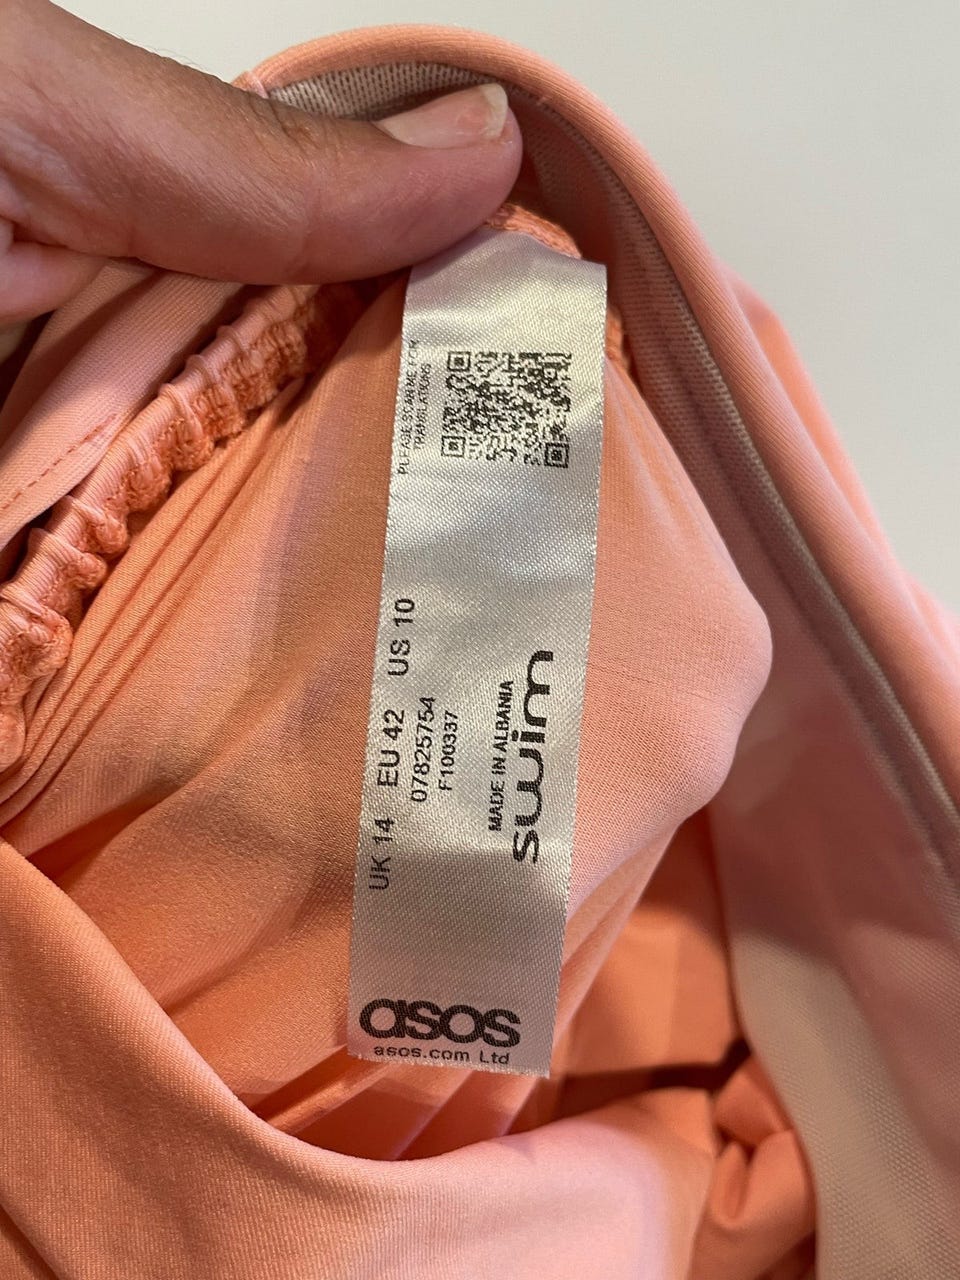 PLEASE SCAN ME FOR
TRANSLATIONS
UK 14 EU 42 US 10
07825754
F100337
MADE IN ALBANIA
swim
asos
asos.com Ltd